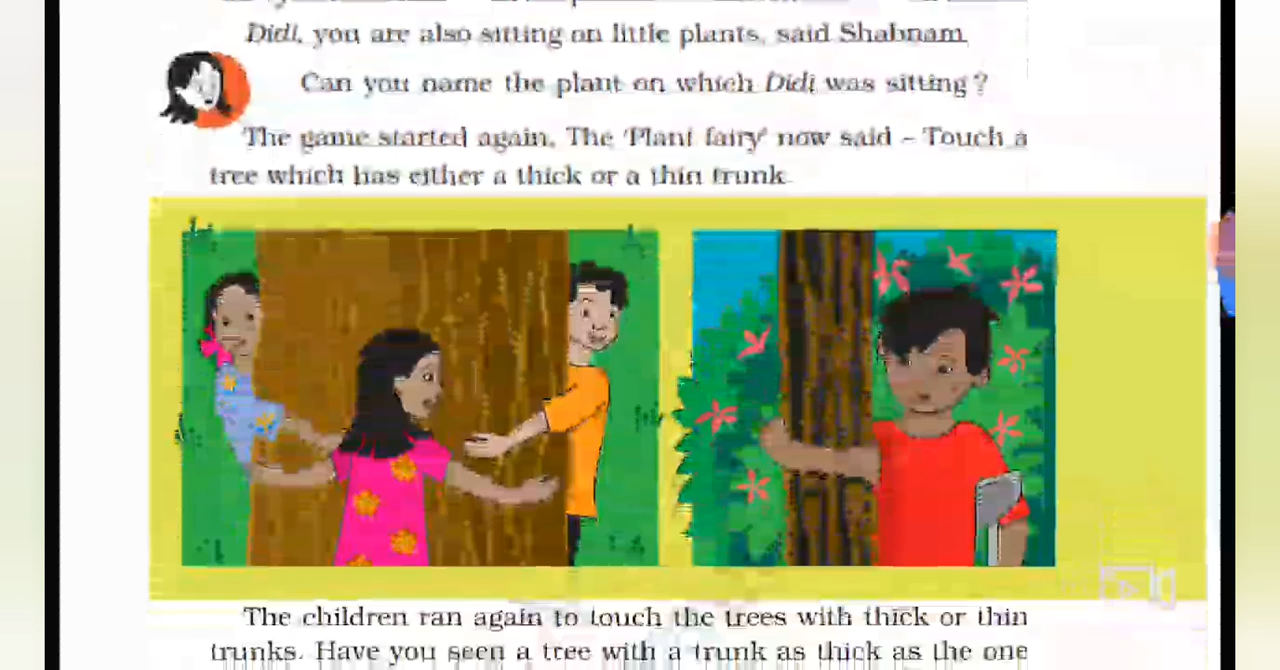 Didi, you are also sitting on little plants, said Shabnam.
Can you name the plant on which Didi was sitting?
The game started again. The 'Plant fairy' now said – Touch a
tree which has either a thick or a thin trunk.
The children ran again to touch the trees with thick or thin
trunks. Have you seen a tree with a trunk as thick as the one